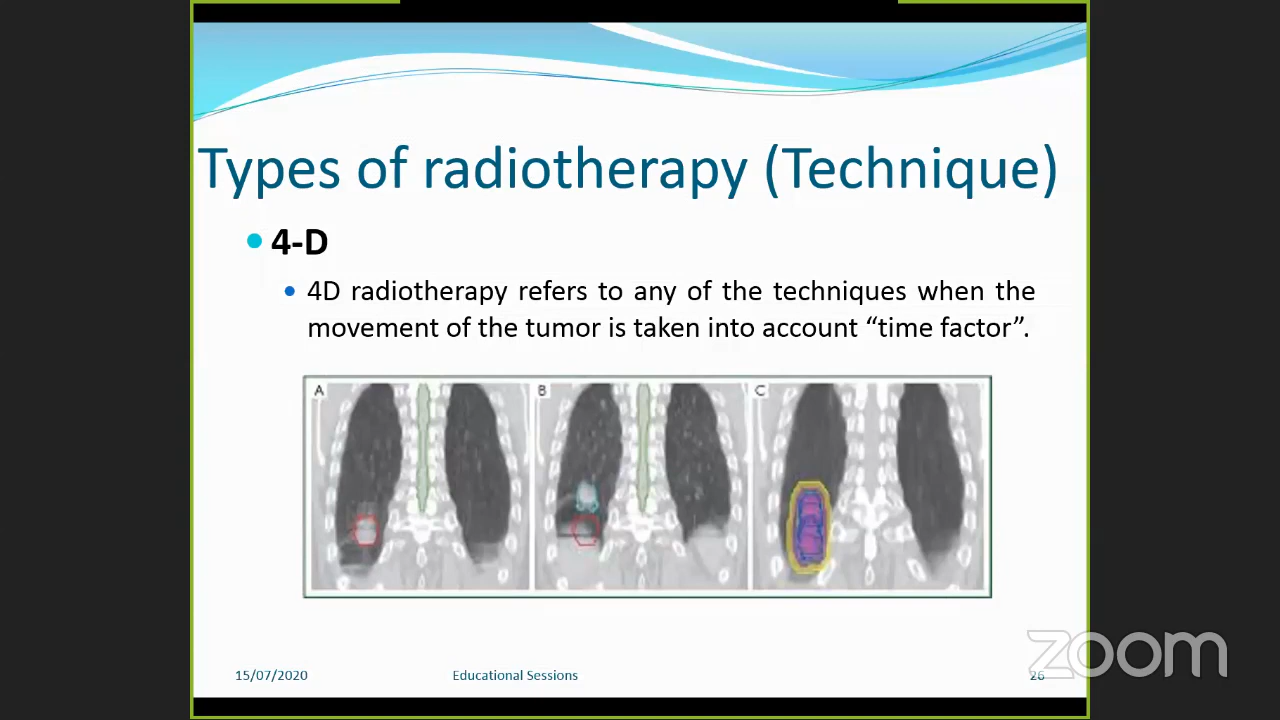 Types of radiotherapy (Technique)
4-D
4D radiotherapy refers to any of the techniques when the
movement of the tumor is taken into account “time factor”.
A B C
15/07/2020 Educational Sessions 26
zoom